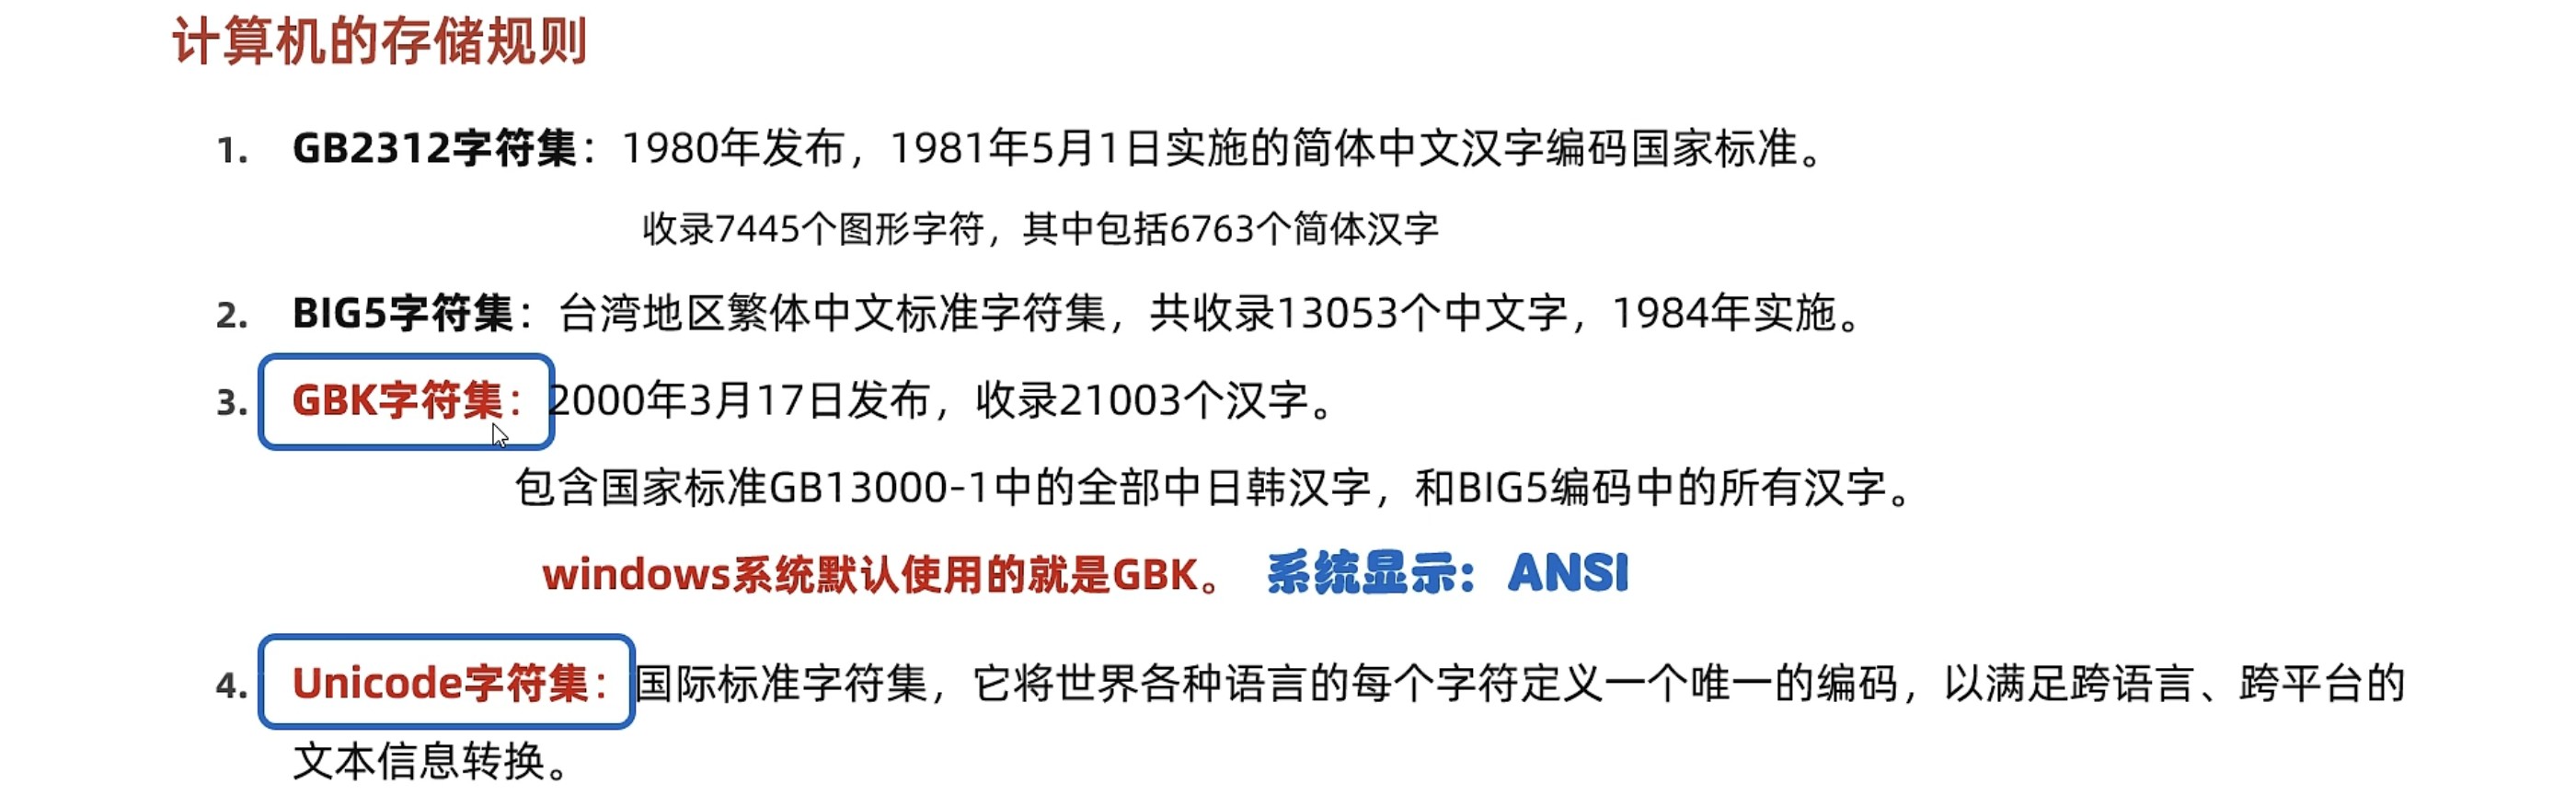 计算机的存储规则
1. GB2312字符集：1980年发布，1981年5月1日实施的简体中文汉字编码国家标准。
收录7445个图形字符，其中包括6763个简体汉字
2. BIG5字符集：台湾地区繁体中文标准字符集，共收录13053个中文字，1984年实施。
3. GBK字符集：2000年3月17日发布，收录21003个汉字。
包含国家标准GB13000-1中的全部中日韩汉字，和BIG5编码中的所有汉字。
windows系统默认使用的就是GBK。 系统显示：ANSI
4. Unicode字符集：国际标准字符集，它将世界各种语言的每个字符定义一个唯一的编码，以满足跨语言、跨平台的
文本信息转换。